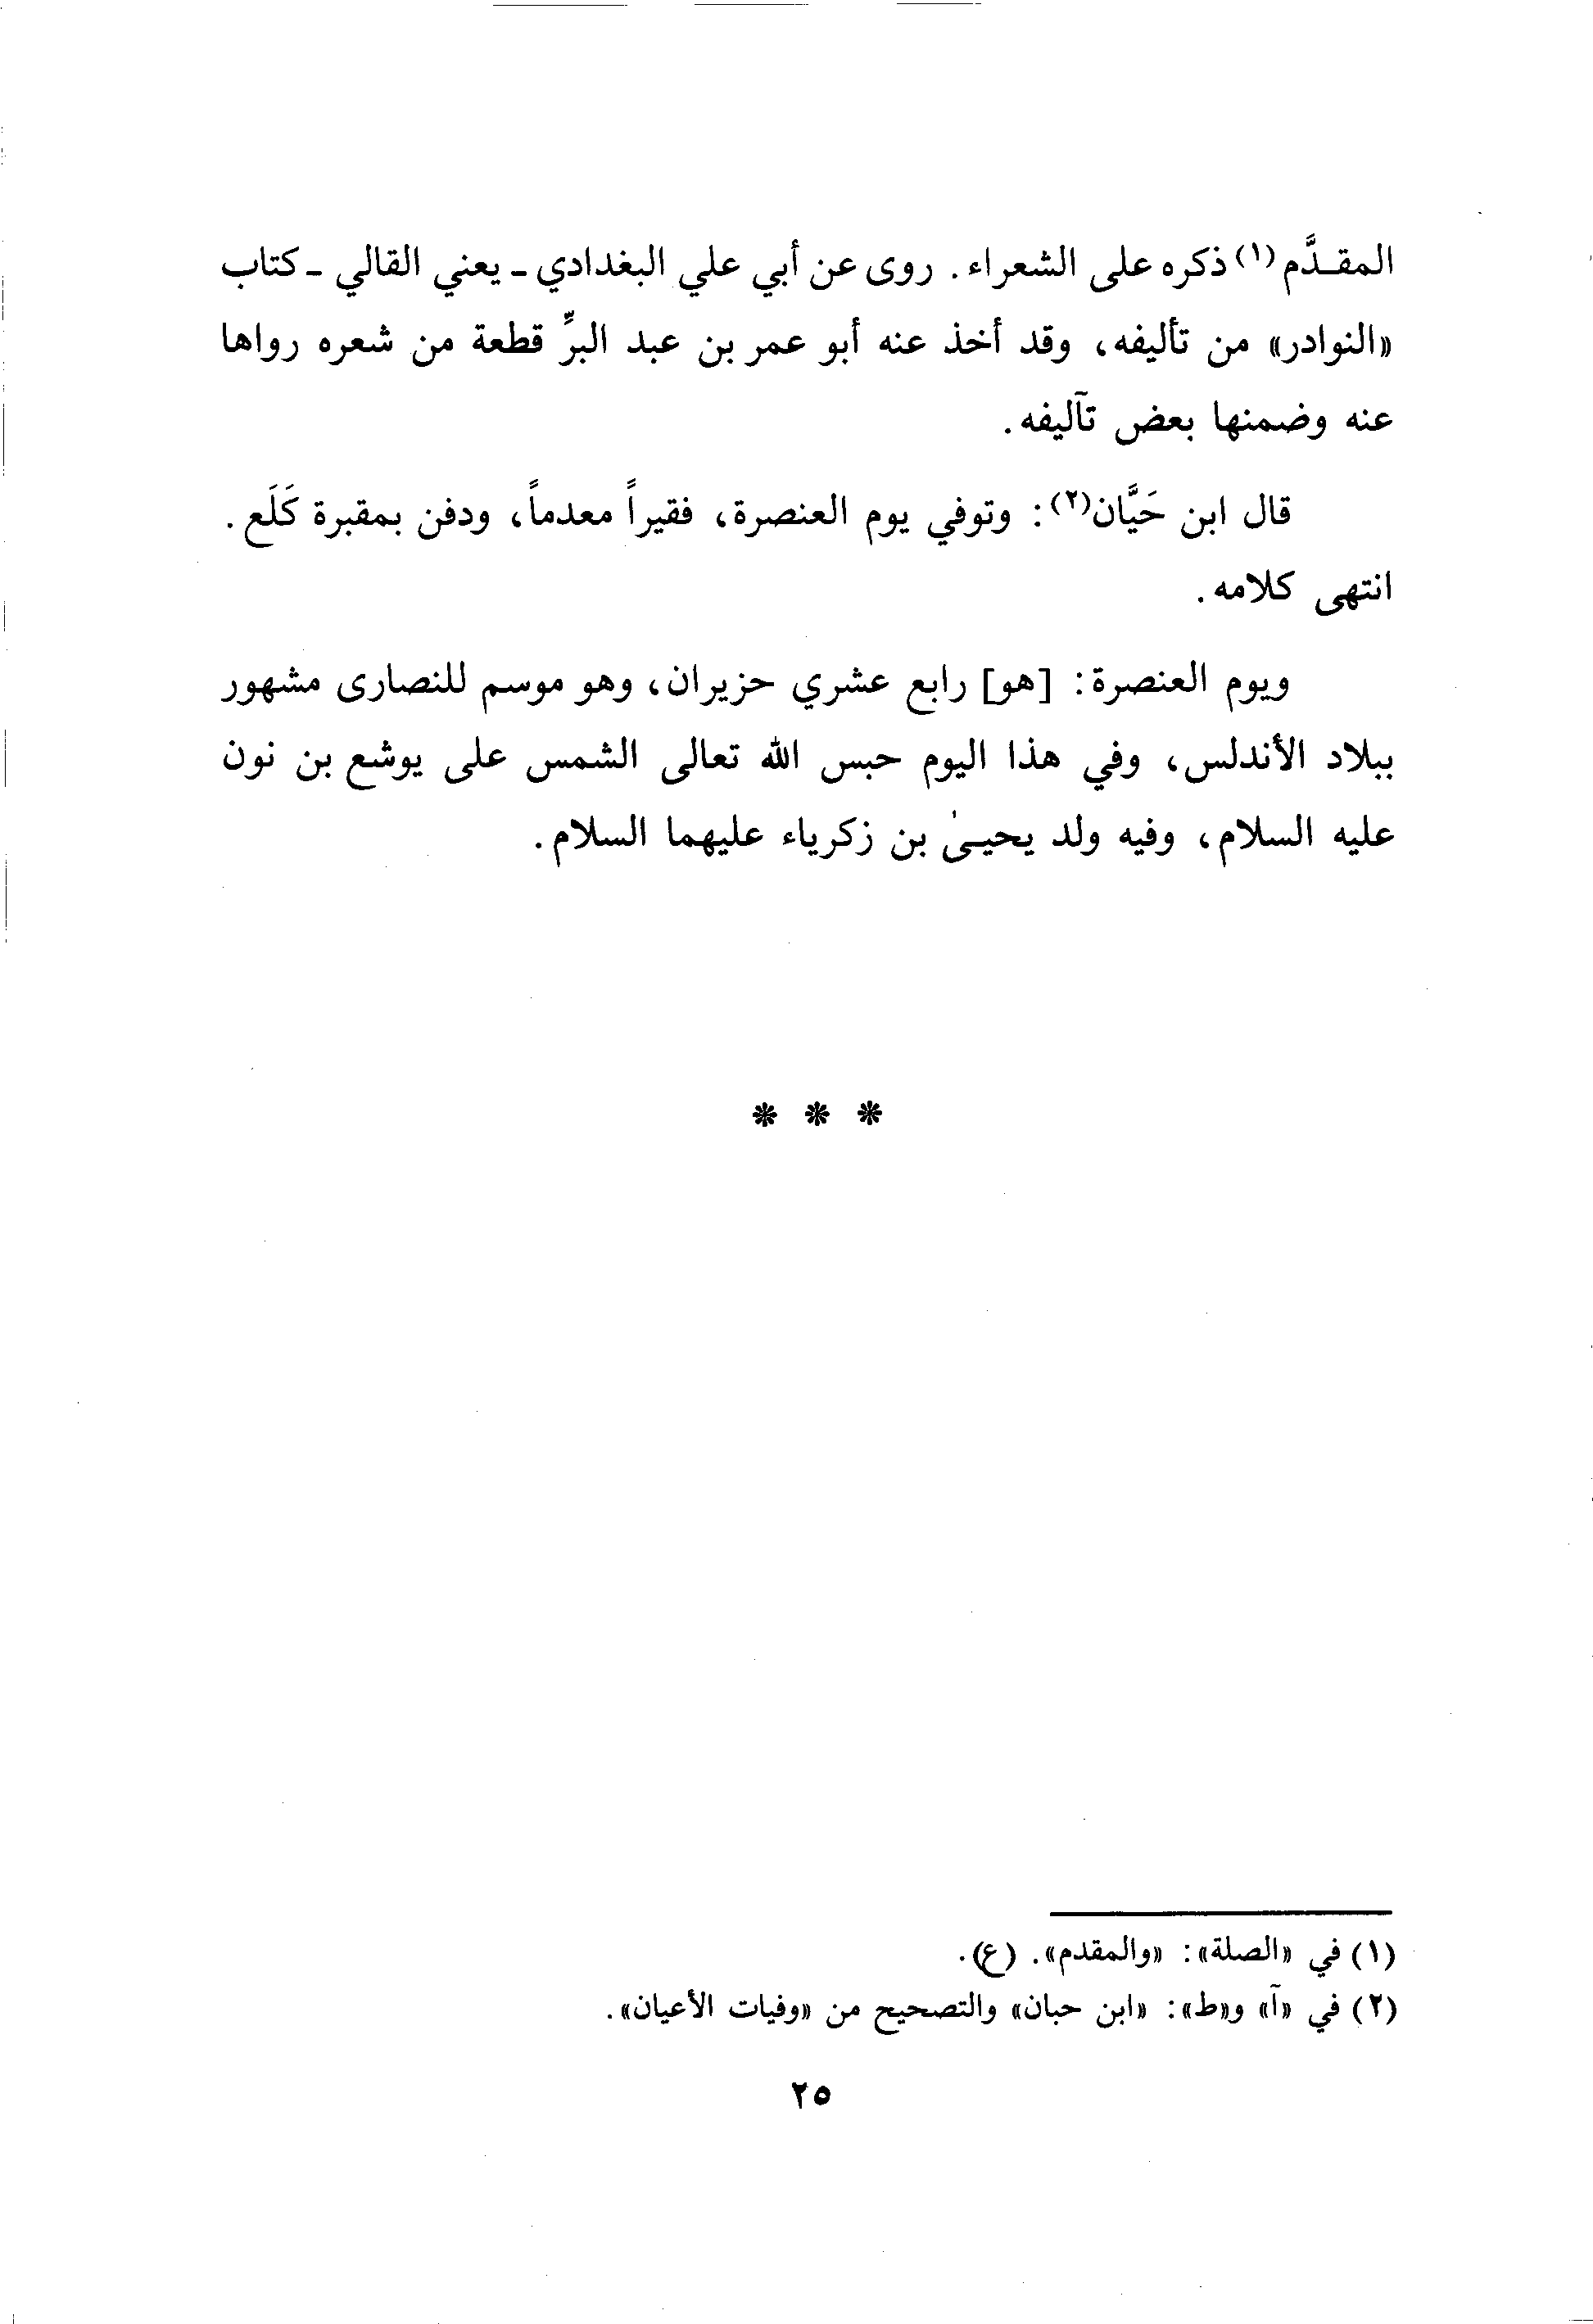 المقـدَّم(١) ذكره على الشعراء. روى عن أبي علي البغدادي - يعني القالي - كتاب
«النوادر» من تأليفه، وقد أخذ عنه أبو عمر بن عبد البرِّ قطعة من شعره رواها
عنه وضمنها بعض تآليفه.
قال ابن حَيَّان(٢): وتوفي يوم العنصرة، فقيراً معدماً، ودفن بمقبرة كَلَع.
انتهى كلامه.
ويوم العنصرة: [هو] رابع عشري حزيران، وهو موسم للنصارى مشهور
ببلاد الأندلس، وفي هذا اليوم حبس الله تعالى الشمس على يوشع بن نون
عليه السلام، وفيه ولد يحيـىٰ بن زكرياء عليهما السلام.
* * *
(١) في «الصلة»: «والمقدم». (ع).
(٢) في «آ» و«ط»: «ابن حبان» والتصحيح من «وفيات الأعيان».
٢٥